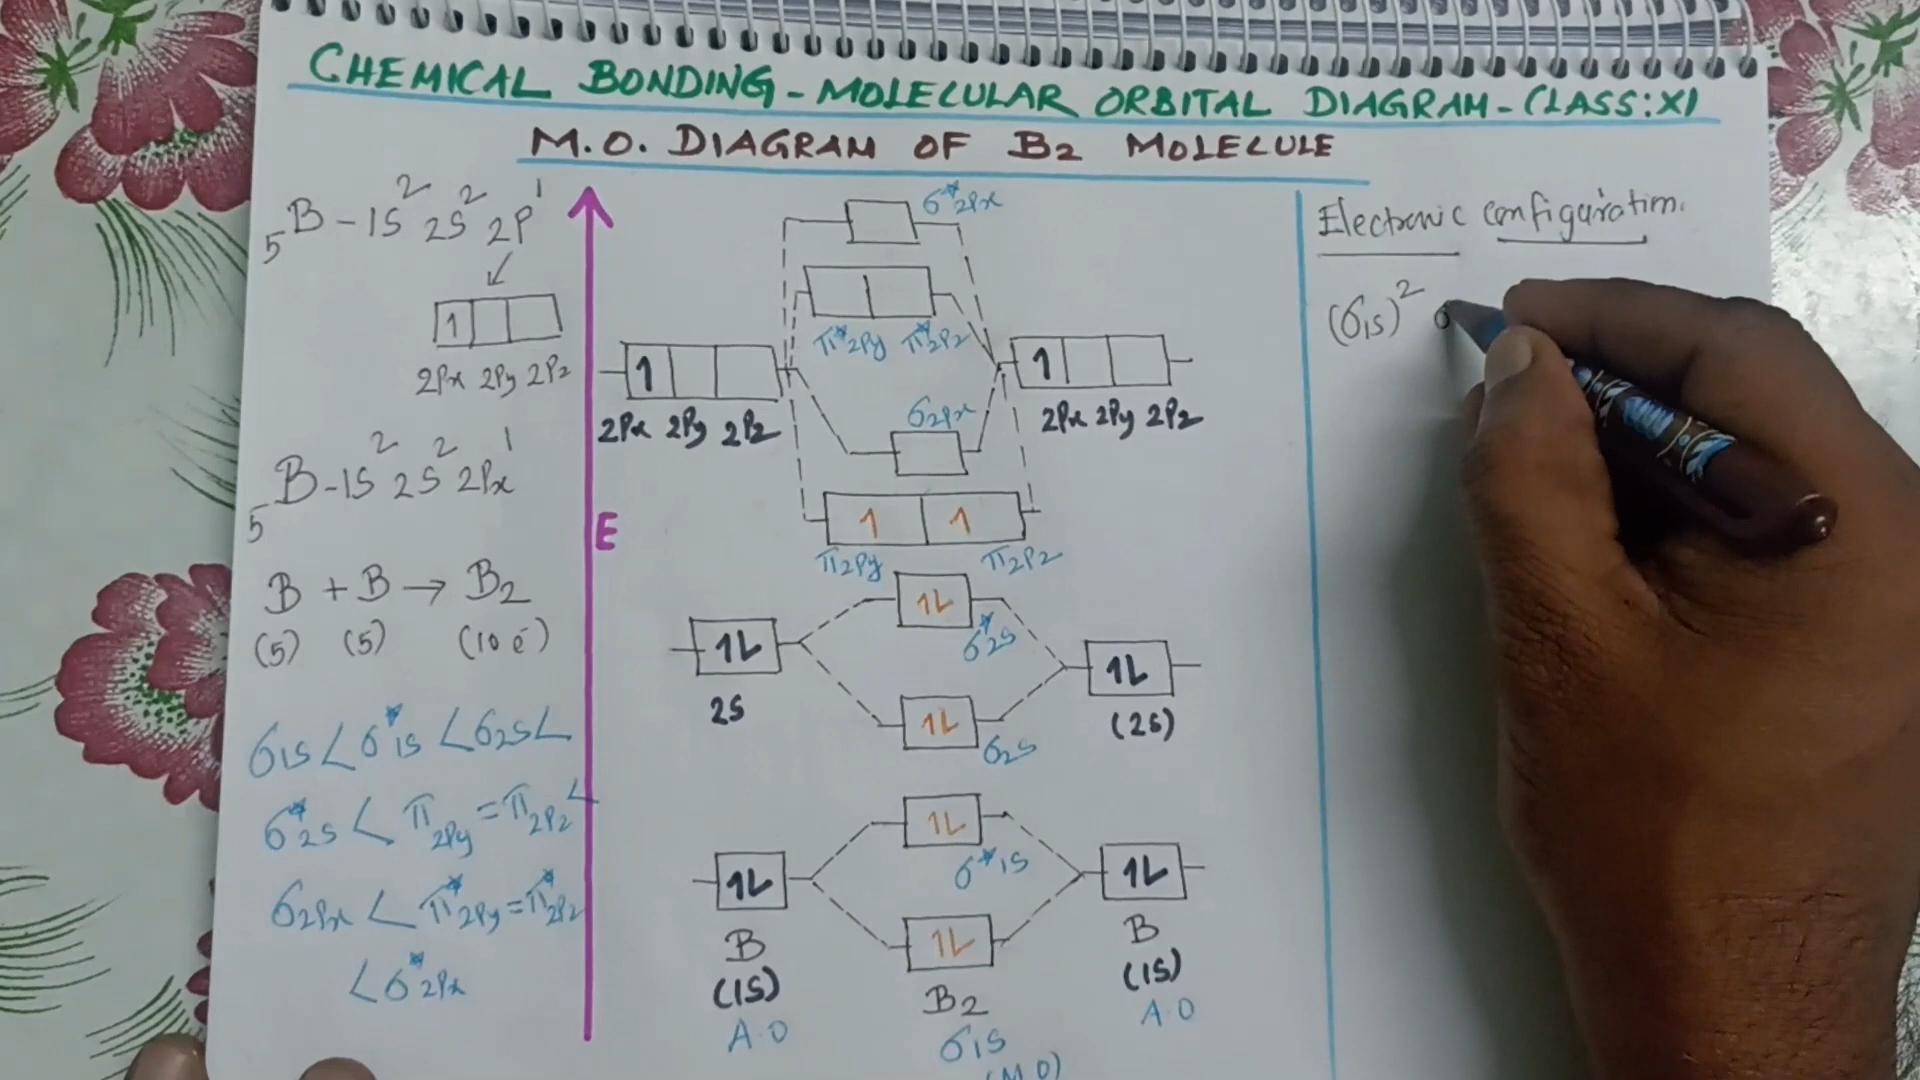 CHEMICAL BONDING - MOLECULAR ORBITAL DIAGRAM - CLASS: XI
M.O. DIAGRAM OF B2 MOLECULE
5B - 1S² 2S² 2P¹
1
2Px 2Py 2Pz
5B - 1S² 2S² 2Px¹
B + B → B2
(5) (5) (10 e⁻)
σ1s < σ*1s < σ2s <
σ*2s < π2Py = π2Pz <
σ2Px < π*2Py = π*2Pz
< σ*2Px
E
σ*2Px
π*2Py π*2Pz
1
2Px 2Py 2Pz
1
2Px 2Py 2Pz
σ2Px
1 1
π2Py π2Pz
1L
σ*2s
1L
2S
1L
(2S)
1L
σ2s
1L
σ*1s
1L
B
(1S)
A.O
1L
B
(1S)
A.O
1L
B2
σ1s
(M.O)
Electronic configuration.
(σ1s)² σ